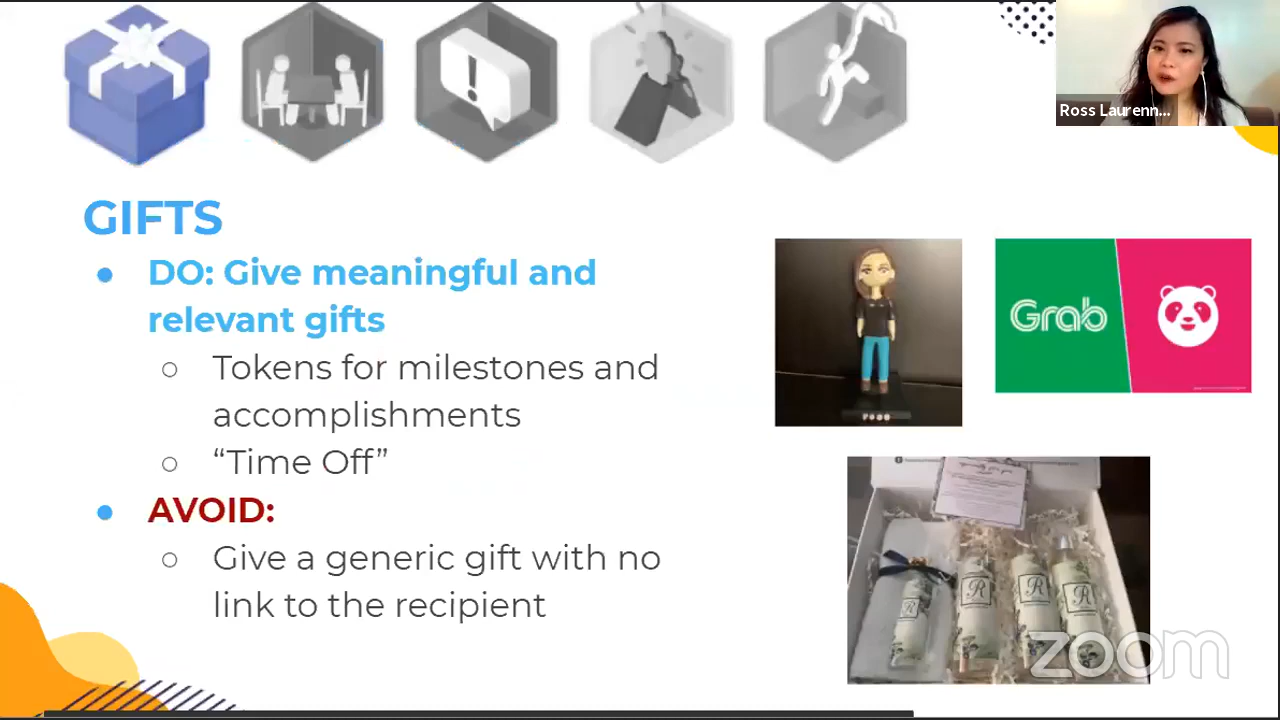 Ross Laurenn...
GIFTS
● DO: Give meaningful and
relevant gifts
○ Tokens for milestones and
accomplishments
○ “Time Off”
● AVOID:
○ Give a generic gift with no
link to the recipient
Grab
R
R
R
R
zoom